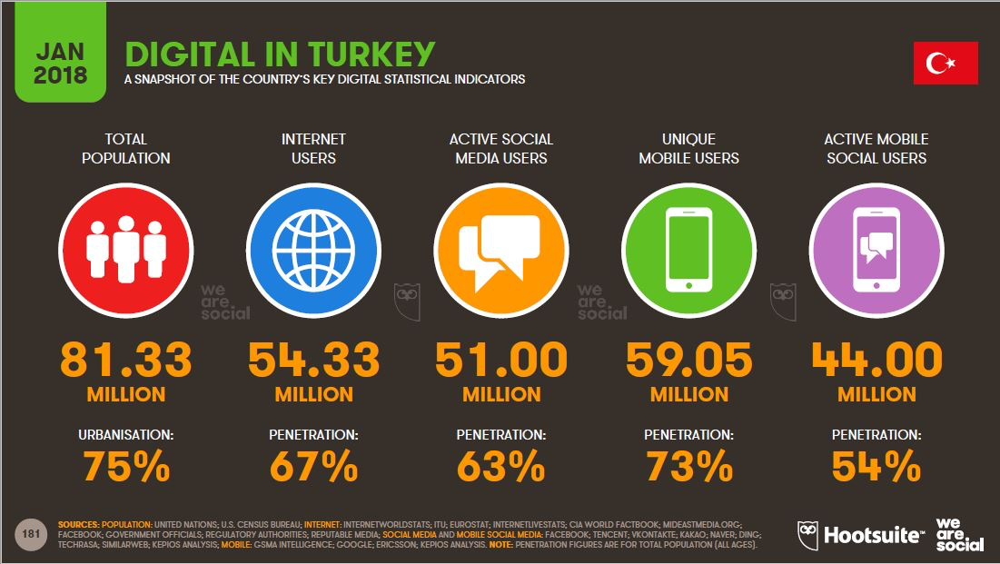 JAN
2018
DIGITAL IN TURKEY
A SNAPSHOT OF THE COUNTRY'S KEY DIGITAL STATISTICAL INDICATORS
TOTAL
POPULATION
INTERNET
USERS
ACTIVE SOCIAL
MEDIA USERS
UNIQUE
MOBILE USERS
ACTIVE MOBILE
SOCIAL USERS
we
are
social
we
are
social
81.33
MILLION
54.33
MILLION
51.00
MILLION
59.05
MILLION
44.00
MILLION
URBANISATION:
75%
PENETRATION:
67%
PENETRATION:
63%
PENETRATION:
73%
PENETRATION:
54%
181
SOURCES: POPULATION: UNITED NATIONS; U.S. CENSUS BUREAU; INTERNET: INTERNETWORLDSTATS; ITU; EUROSTAT; INTERNETLIVESTATS; CIA WORLD FACTBOOK; MIDEASTMEDIA.ORG;
FACEBOOK; GOVERNMENT OFFICIALS; REGULATORY AUTHORITIES; REPUTABLE MEDIA; SOCIAL MEDIA AND MOBILE SOCIAL MEDIA: FACEBOOK; TENCENT; VKONTAKTE; KAKAO; NAVER; DING;
TECHRASA; SIMILARWEB; KEPIOS ANALYSIS; MOBILE: GSMA INTELLIGENCE; GOOGLE; ERICSSON; KEPIOS ANALYSIS. NOTE: PENETRATION FIGURES ARE FOR TOTAL POPULATION (ALL AGES).
Hootsuite™
we
are
social